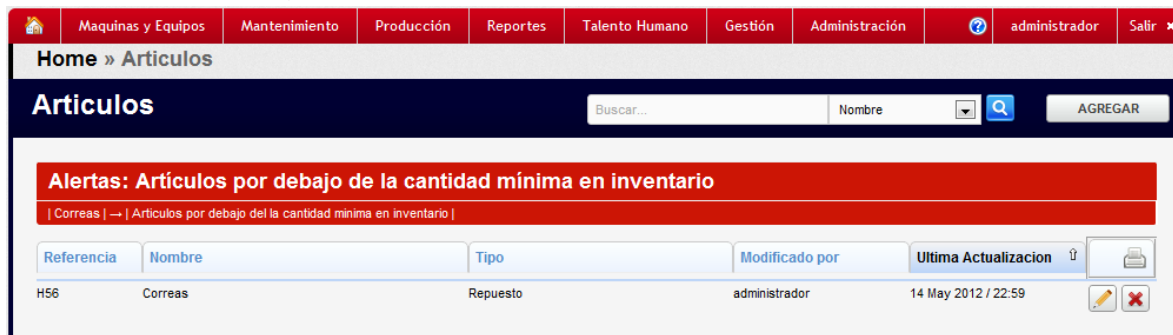 Maquinas y Equipos Mantenimiento Producción Reportes Talento Humano Gestión Administración administrador Salir
Home » Articulos
Articulos Buscar... Nombre AGREGAR
Alertas: Artículos por debajo de la cantidad mínima en inventario
| Correas | → | Articulos por debajo del la cantidad minima en inventario |
Referencia Nombre Tipo Modificado por Ultima Actualizacion ⇧
H56 Correas Repuesto administrador 14 May 2012 / 22:59